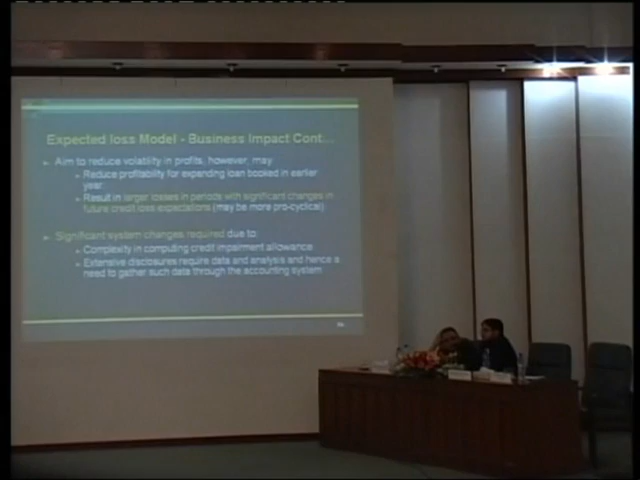 Expected loss Model - Business Impact Cont...
Aim to reduce volatility in profits, however, may
Reduce profitability for expending loan booked in earlier
year
Result in larger losses in periods with significant changes in
future credit loss expectations (may be more pro-cyclical)
Significant system changes required due to:
Complexity in computing credit impairment allowance
Extensive disclosures require data and analysis and hence a
need to gather such data through the accounting system